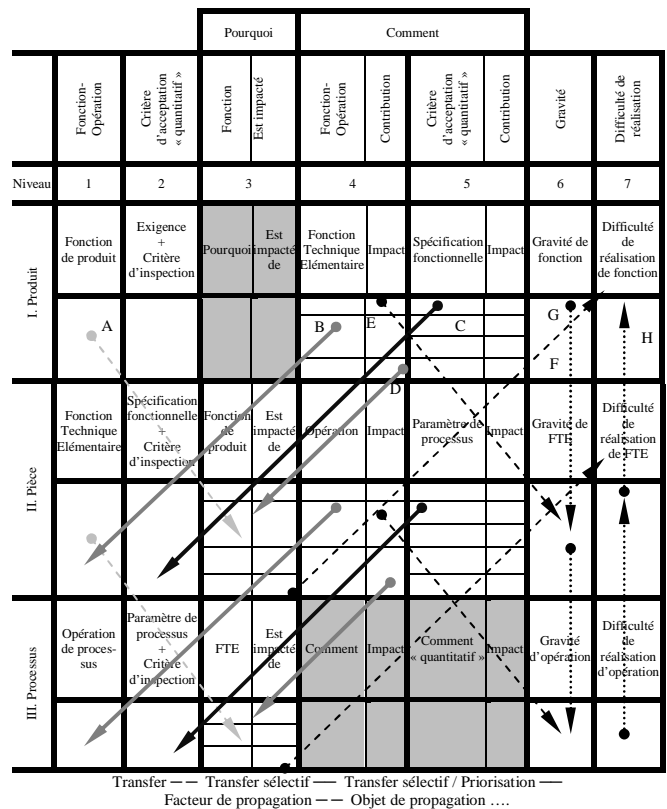 Pourquoi
Comment
Fonction-
Opération
Critère
d'acceptation
« quantitatif »
Fonction
Est impacté
Fonction-
Opération
Contribution
Critère
d'acceptation
« quantitatif »
Contribution
Gravité
Difficulté de
réalisation
Niveau
1
2
3
4
5
6
7
I. Produit
Fonction
de produit
Exigence
+
Critère
d'inspection
Pourquoi
Est
impacté
de
Fonction
Technique
Elémentaire
Impact
Spécification
fonctionnelle
Impact
Gravité de
fonction
Difficulté
de
réalisation
de fonction
A
B
E
C
G
H
F
D
II. Pièce
Fonction
Technique
Elémentaire
Spécification
fonctionnelle
+
Critère
d'inspection
Fonction
de
produit
Est
impacté
de
Opération
Impact
Paramètre de
processus
Impact
Gravité de
FTE
Difficulté
de
réalisation
de FTE
III. Processus
Opération
de proces-
sus
Paramètre de
processus
+
Critère
d'inspection
FTE
Est
impacté
de
Comment
Impact
Comment
« quantitatif »
Impact
Gravité
d'opération
Difficulté
de
réalisation
d'opération
Transfer — — Transfer sélectif —— Transfer sélectif / Priorisation ——
Facteur de propagation — — Objet de propagation ....